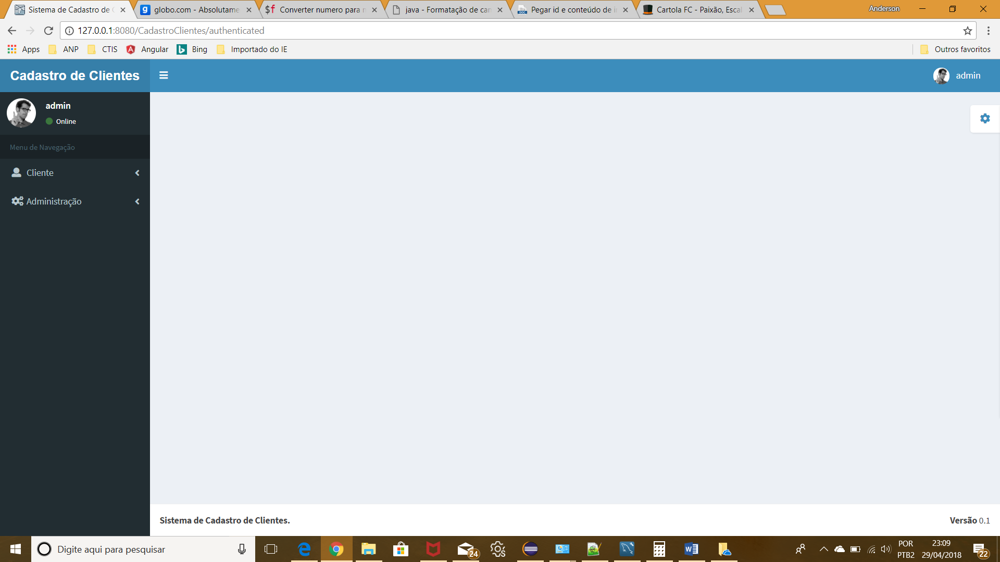 Sistema de Cadastro de C
globo.com - Absolutame
Converter numero para n
java - Formatação de can
Pegar id e conteúdo de in
Cartola FC - Paixão, Escal
Anderson
127.0.0.1:8080/CadastroClientes/authenticated
Apps ANP CTIS Angular Bing Importado do IE Outros favoritos
Cadastro de Clientes
admin
admin
Online
Menu de Navegação
Cliente
Administração
Sistema de Cadastro de Clientes.
Versão 0.1
Digite aqui para pesquisar
24
POR
PTB2
23:09
29/04/2018
22